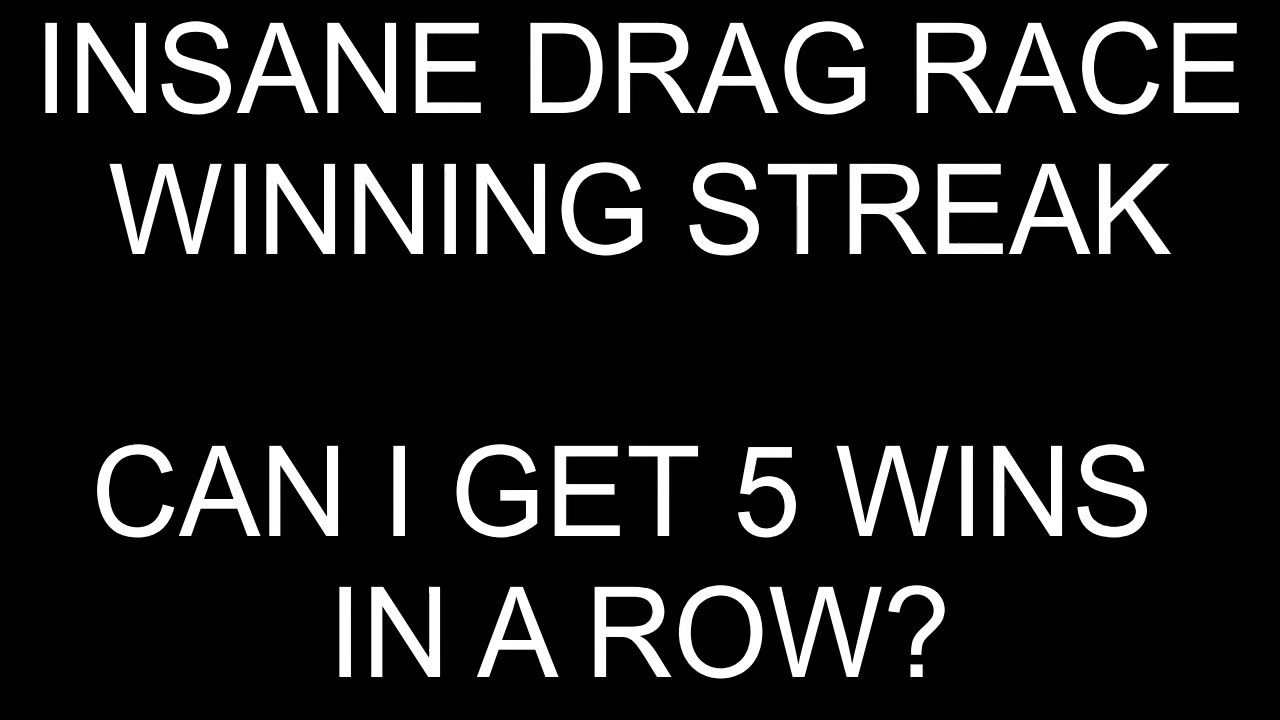 INSANE DRAG RACE
WINNING STREAK
CAN I GET 5 WINS
IN A ROW?